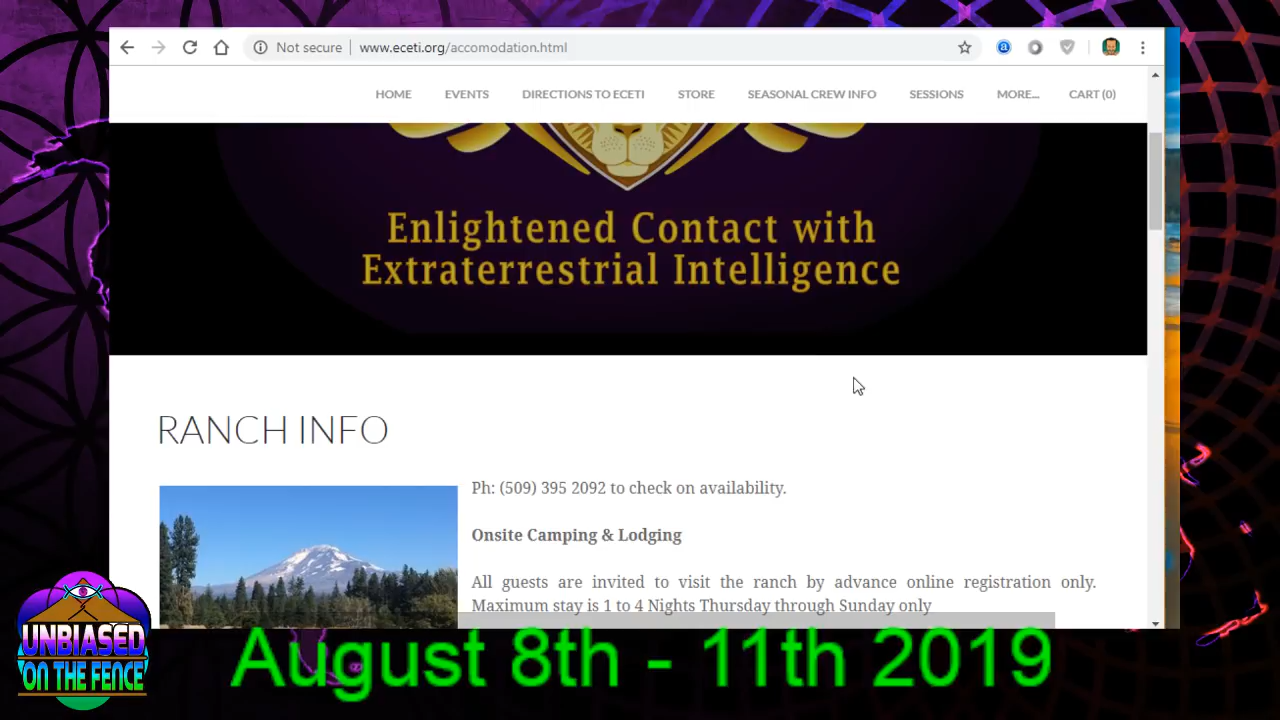 Not secure | www.eceti.org/accomodation.html
HOME EVENTS DIRECTIONS TO ECETI STORE SEASONAL CREW INFO SESSIONS MORE... CART (0)
Enlightened Contact with
Extraterrestrial Intelligence
RANCH INFO
Ph: (509) 395 2092 to check on availability.
Onsite Camping & Lodging
All guests are invited to visit the ranch by advance online registration only.
Maximum stay is 1 to 4 Nights Thursday through Sunday only
UNBIASED
ON THE FENCE
August 8th - 11th 2019